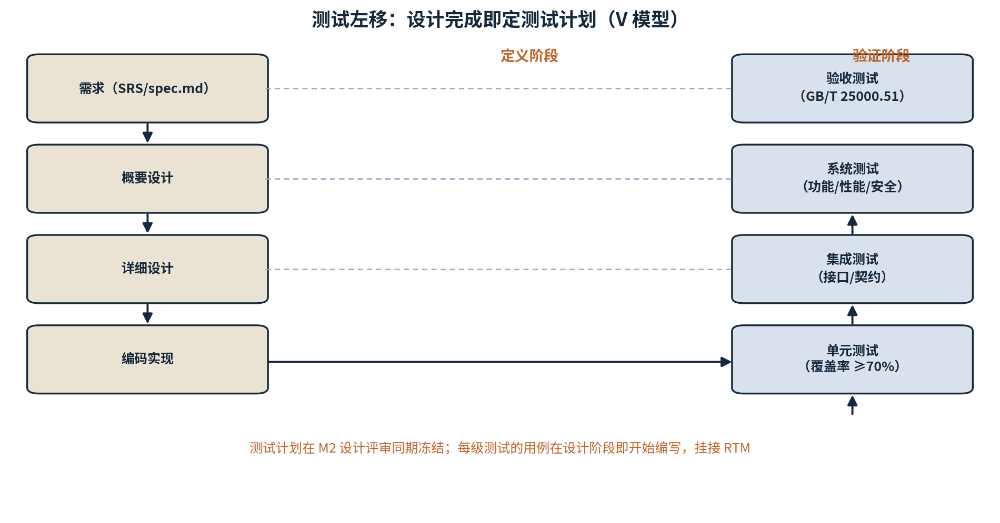 测试左移：设计完成即定测试计划（V 模型）
定义阶段
验证阶段
需求（SRS/spec.md）
验收测试
（GB/T 25000.51）
概要设计
系统测试
（功能/性能/安全）
详细设计
集成测试
（接口/契约）
编码实现
单元测试
（覆盖率 ≥70%）
测试计划在 M2 设计评审同期冻结；每级测试的用例在设计阶段即开始编写，挂接 RTM